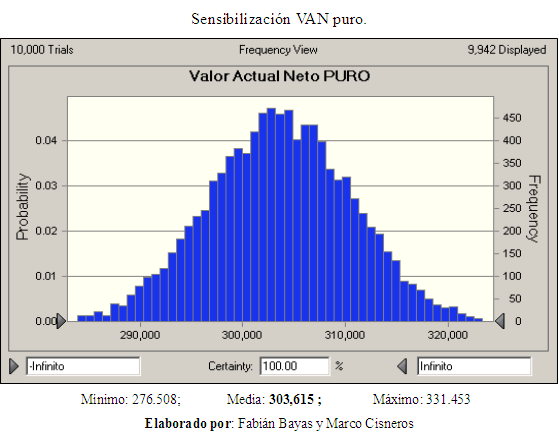 Sensibilización VAN puro.
10,000 Trials Frequency View 9,942 Displayed
Valor Actual Neto PURO
Probability
Frequency
0.04
0.03
0.02
0.01
0.00
450
400
350
300
250
200
150
100
50
0
290,000 300,000 310,000 320,000
-Infinito Certainty: 100.00 % Infinito
Minimo: 276.508; Media: 303,615 ; Máximo: 331.453
Elaborado por: Fabián Bayas y Marco Cisneros